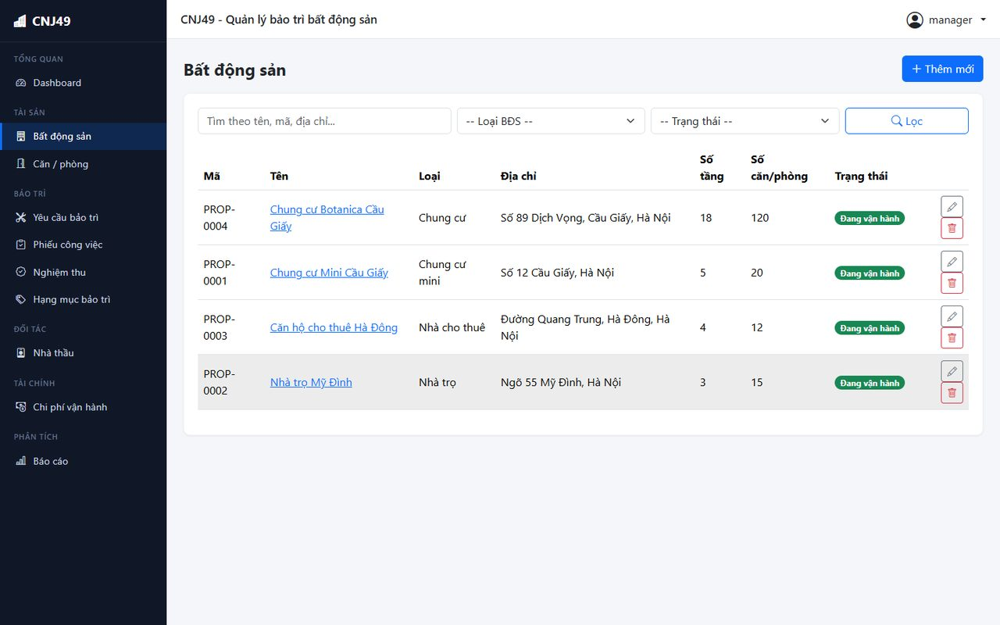 CNJ49
TỔNG QUAN
Dashboard
TÀI SẢN
Bất động sản
Căn / phòng
BẢO TRÌ
Yêu cầu bảo trì
Phiếu công việc
Nghiệm thu
Hạng mục bảo trì
ĐỐI TÁC
Nhà thầu
TÀI CHÍNH
Chi phí vận hành
PHÂN TÍCH
Báo cáo
CNJ49 - Quản lý bảo trì bất động sản
manager
Bất động sản
+ Thêm mới
Tìm theo tên, mã, địa chỉ...
-- Loại BĐS --
-- Trạng thái --
Lọc
Mã Tên Loại Địa chỉ Số tầng Số căn/phòng Trạng thái
PROP-0004 Chung cư Botanica Cầu Giấy Chung cư Số 89 Dịch Vọng, Cầu Giấy, Hà Nội 18 120 Đang vận hành
PROP-0001 Chung cư Mini Cầu Giấy Chung cư mini Số 12 Cầu Giấy, Hà Nội 5 20 Đang vận hành
PROP-0003 Căn hộ cho thuê Hà Đông Nhà cho thuê Đường Quang Trung, Hà Đông, Hà Nội 4 12 Đang vận hành
PROP-0002 Nhà trọ Mỹ Đình Nhà trọ Ngõ 55 Mỹ Đình, Hà Nội 3 15 Đang vận hành